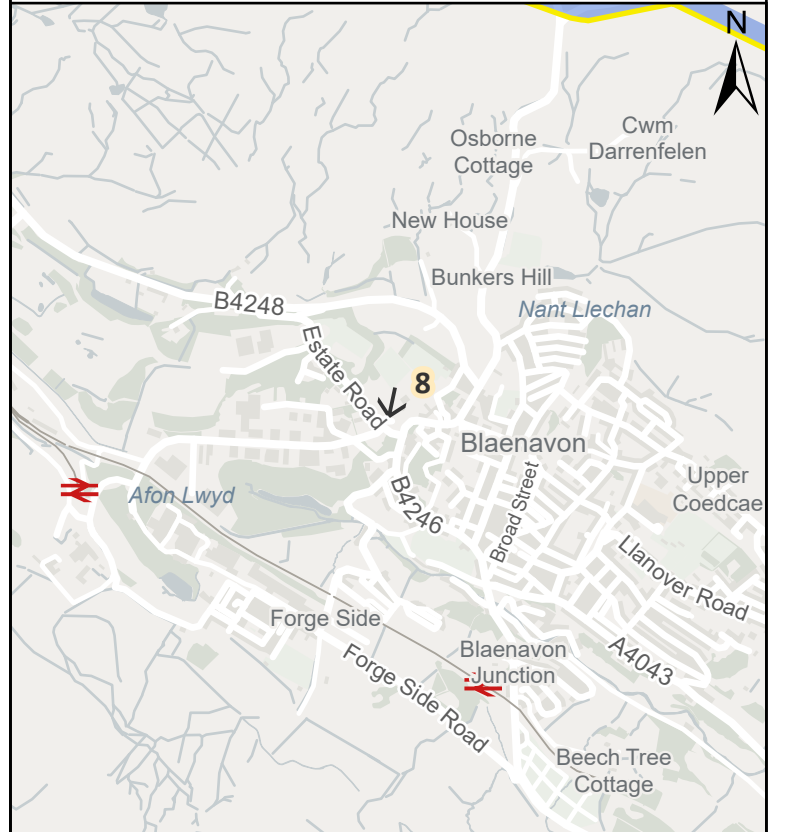 N
Osborne
Cottage
Cwm
Darrenfelen
New House
Bunkers Hill
Nant Llechan
B4248
Estate Road
8
Blaenavon
Upper
Coedcae
Afon Lwyd
B4246
Broad Street
Llanover Road
Forge Side
Blaenavon
Junction
A4043
Forge Side Road
Beech Tree
Cottage